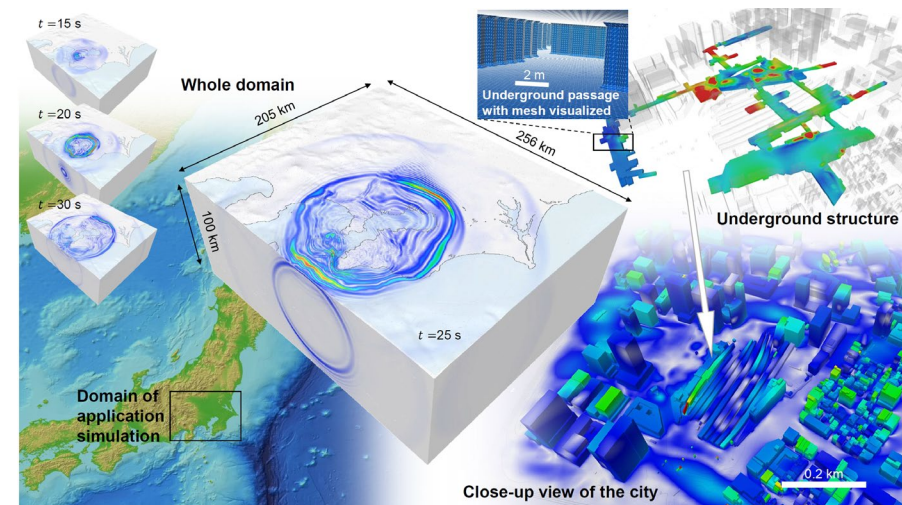 t =15 s
t =20 s
t =30 s
Whole domain
205 km
256 km
100 km
t =25 s
2 m
Underground passage
with mesh visualized
Underground structure
Domain of
application
simulation
0.2 km
Close-up view of the city